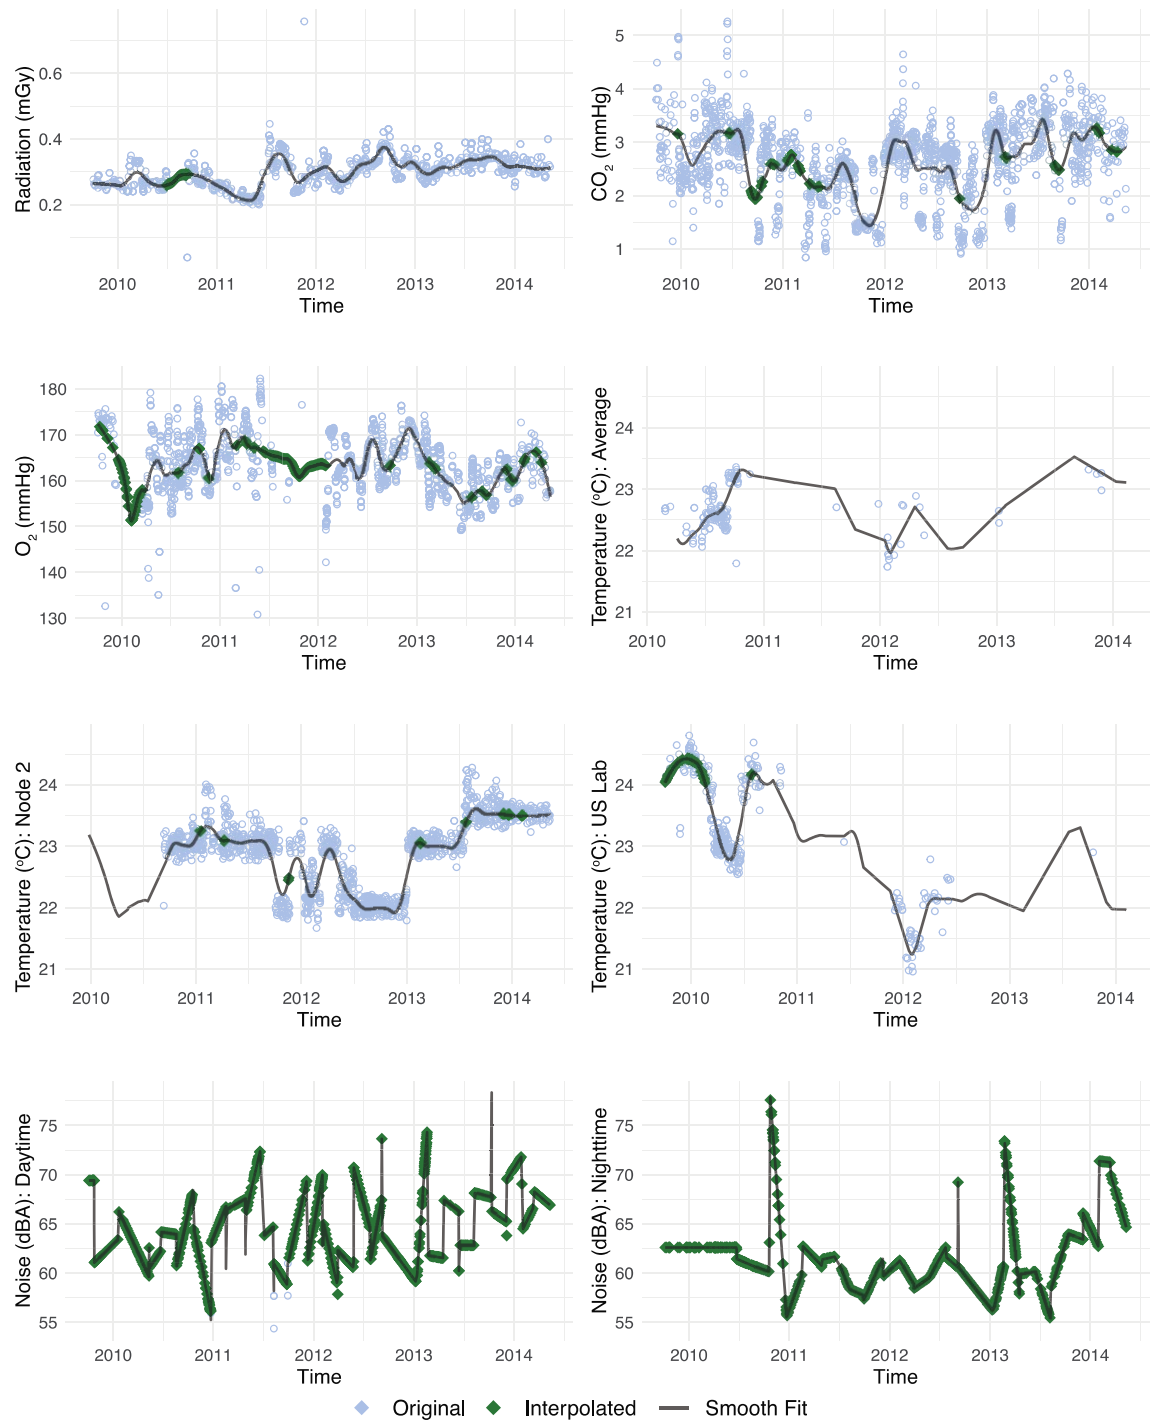 Radiation (mGy)
0.6
0.4
0.2
2010 2011 2012 2013 2014
Time
CO2 (mmHg)
5
4
3
2
1
2010 2011 2012 2013 2014
Time
O2 (mmHg)
180
170
160
150
140
130
2010 2011 2012 2013 2014
Time
Temperature (ºC): Average
24
23
22
21
2010 2011 2012 2013 2014
Time
Temperature (ºC): Node 2
24
23
22
21
2010 2011 2012 2013 2014
Time
Temperature (ºC): US Lab
24
23
22
21
2010 2011 2012 2013 2014
Time
Noise (dBA): Daytime
75
70
65
60
55
2010 2011 2012 2013 2014
Time
Noise (dBA): Nighttime
75
70
65
60
55
2010 2011 2012 2013 2014
Time
Original Interpolated Smooth Fit